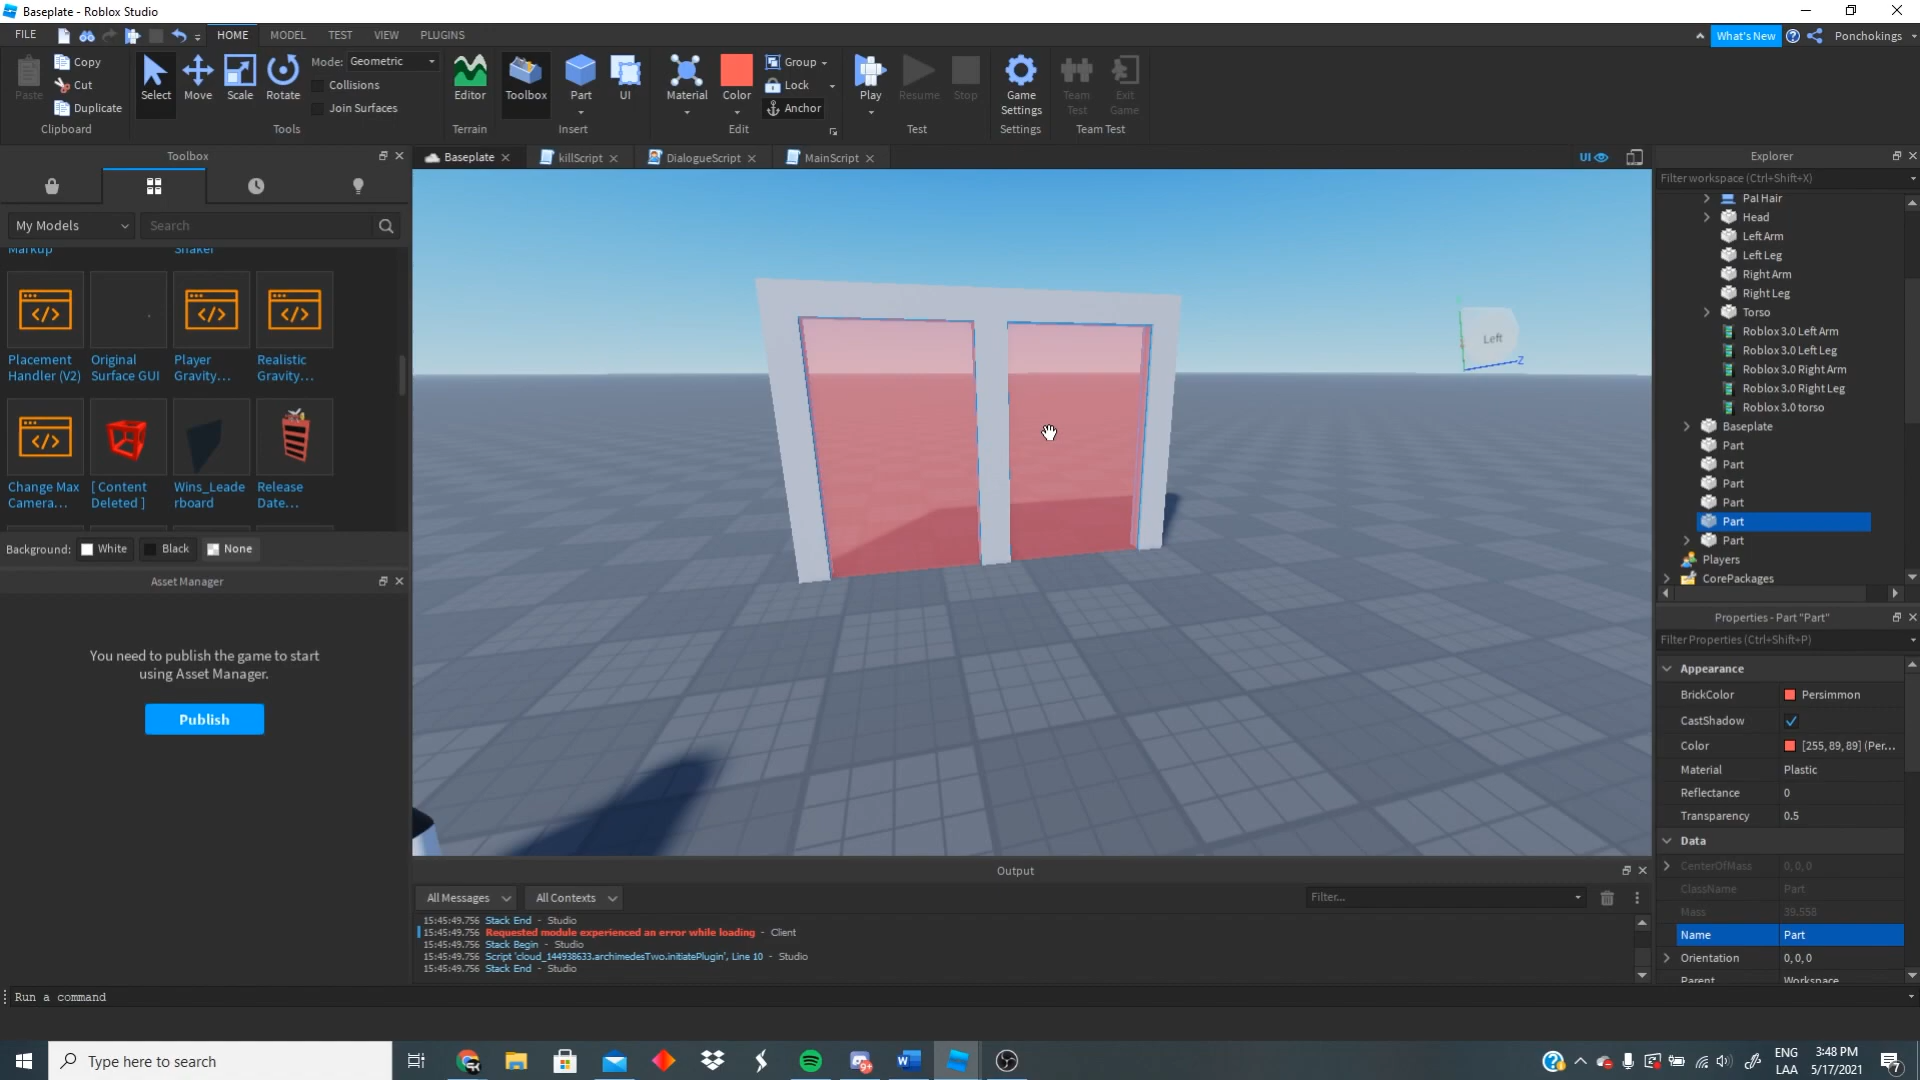 Baseplate - Roblox Studio
FILE
HOME
MODEL
TEST
VIEW
PLUGINS
What's New
Ponchokings
Paste
Copy
Cut
Duplicate
Clipboard
Select
Move
Scale
Rotate
Mode: Geometric
Collisions
Join Surfaces
Tools
Editor
Terrain
Toolbox
Part
UI
Insert
Material
Color
Group
Lock
Anchor
Edit
Play
Resume
Stop
Test
Game Settings
Settings
Team Test
Exit Game
Team Test
Toolbox
My Models
Search
Markup
Shaker
Placement Handler (V2)
Original Surface GUI
Player Gravity...
Realistic Gravity...
Change Max Camera...
[ Content Deleted ]
Wins_Leaderboard
Release Date...
Background: White Black None
Asset Manager
You need to publish the game to start
using Asset Manager.
Publish
Baseplate
killScript
DialogueScript
MainScript
UI
Left
Z
Output
All Messages
All Contexts
Filter...
15:45:49.756 Stack End - Studio
15:45:49.756 Requested module experienced an error while loading - Client
15:45:49.756 Stack Begin - Studio
15:45:49.756 Script 'cloud_144938633.archimedesTwo.initiatePlugin', Line 10 - Studio
15:45:49.756 Stack End - Studio
Explorer
Filter workspace (Ctrl+Shift+X)
Pal Hair
Head
Left Arm
Left Leg
Right Arm
Right Leg
Torso
Roblox 3.0 Left Arm
Roblox 3.0 Left Leg
Roblox 3.0 Right Arm
Roblox 3.0 Right Leg
Roblox 3.0 torso
Baseplate
Part
Part
Part
Part
Part
Part
Players
CorePackages
Properties - Part "Part"
Filter Properties (Ctrl+Shift+P)
Appearance
BrickColor Persimmon
CastShadow
Color [255, 89, 89] (Per...
Material Plastic
Reflectance 0
Transparency 0.5
Data
CenterOfMass 0, 0, 0
ClassName Part
Mass 39.558
Name Part
Orientation 0, 0, 0
Parent Workspace
Run a command
Type here to search
ENG
LAA
3:48 PM
5/17/2021
7